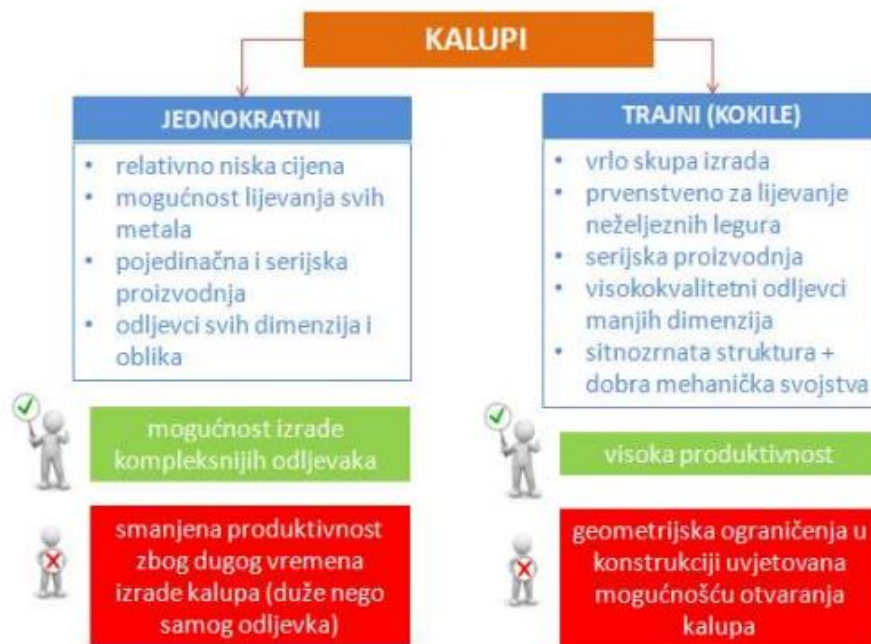 KALUPI
JEDNOKRATNI
• relativno niska cijena
• mogućnost lijevanja svih
metala
• pojedinačna i serijska
proizvodnja
• odljevci svih dimenzija i
oblika
mogućnost izrade
kompleksnijih odljevaka
smanjena produktivnost
zbog dugog vremena
izrade kalupa (duže nego
samog odljevka)
TRAJNI (KOKILE)
• vrlo skupa izrada
• prvenstveno za lijevanje
neželjeznih legura
• serijska proizvodnja
• visokokvalitetni odljevci
manjih dimenzija
• sitnozrnata struktura +
dobra mehanička svojstva
visoka produktivnost
geometrijska ograničenja u
konstrukciji uvjetovana
mogućnošću otvaranja
kalupa